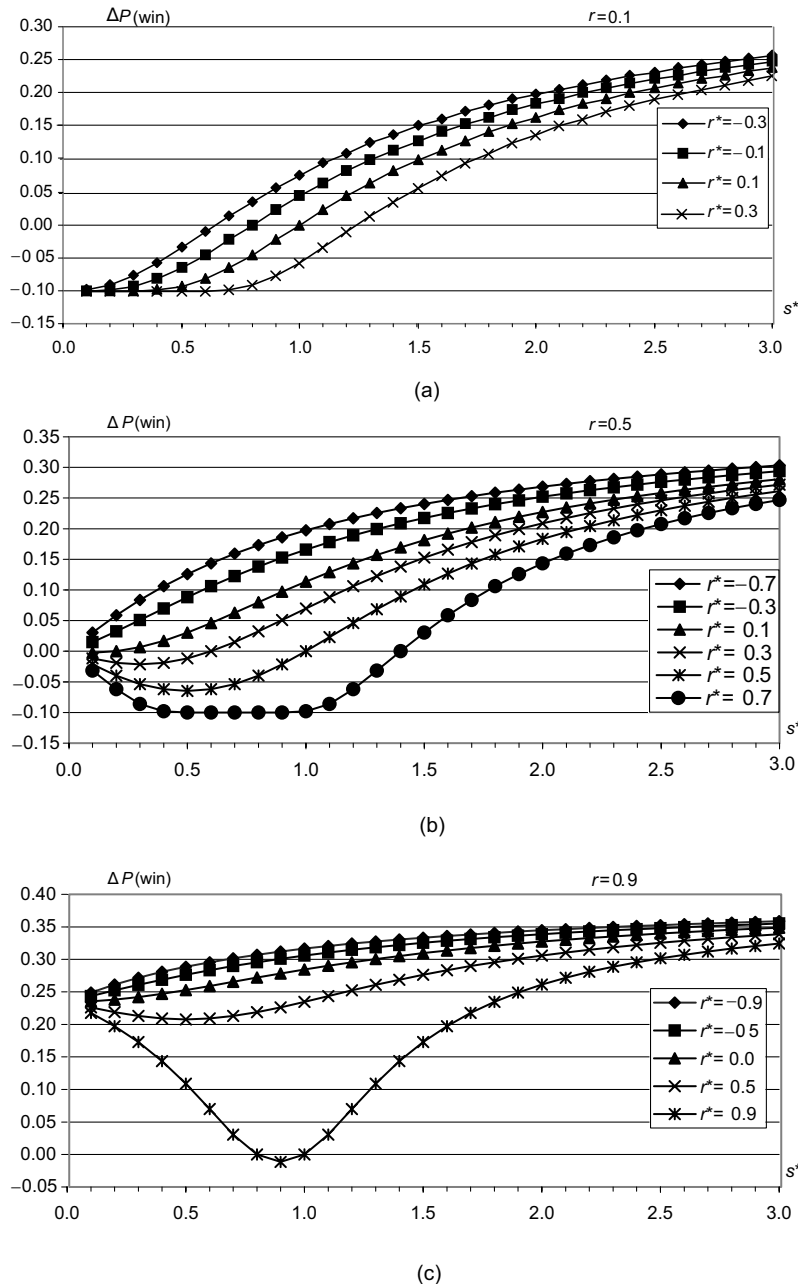 ΔP(win)
r=0.1
0.30
0.25
0.20
0.15
0.10
0.05
0.00
−0.05
−0.10
−0.15
r*=−0.3
r*=−0.1
r*= 0.1
r*= 0.3
s*
0.0 0.5 1.0 1.5 2.0 2.5 3.0
(a)
ΔP(win)
r=0.5
0.35
0.30
0.25
0.20
0.15
0.10
0.05
0.00
−0.05
−0.10
−0.15
r*=−0.7
r*=−0.3
r*= 0.1
r*= 0.3
r*= 0.5
r*= 0.7
s*
0.0 0.5 1.0 1.5 2.0 2.5 3.0
(b)
ΔP(win)
r=0.9
0.40
0.35
0.30
0.25
0.20
0.15
0.10
0.05
0.00
−0.05
r*=−0.9
r*=−0 5
r*= 0.0
r*= 0.5
r*= 0.9
s*
0.0 0.5 1.0 1.5 2.0 2.5 3.0
(c)